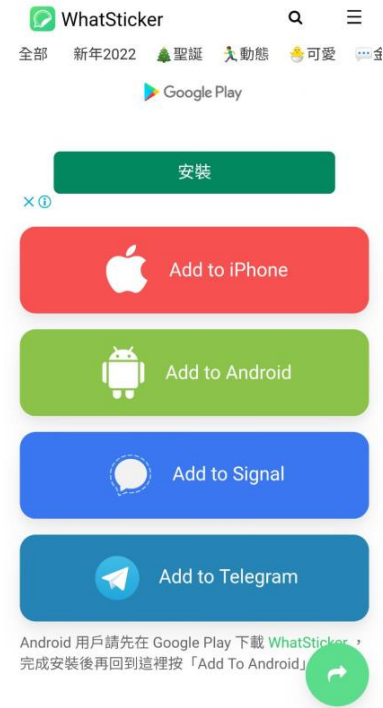 WhatSticker
全部 新年2022 🎄聖誕 🏃動態 🐣可愛 💬金
Google Play
安裝
Add to iPhone
Add to Android
Add to Signal
Add to Telegram
Android 用戶請先在 Google Play 下載 WhatSticker ，
完成安裝後再回到這裡按「Add To Android」